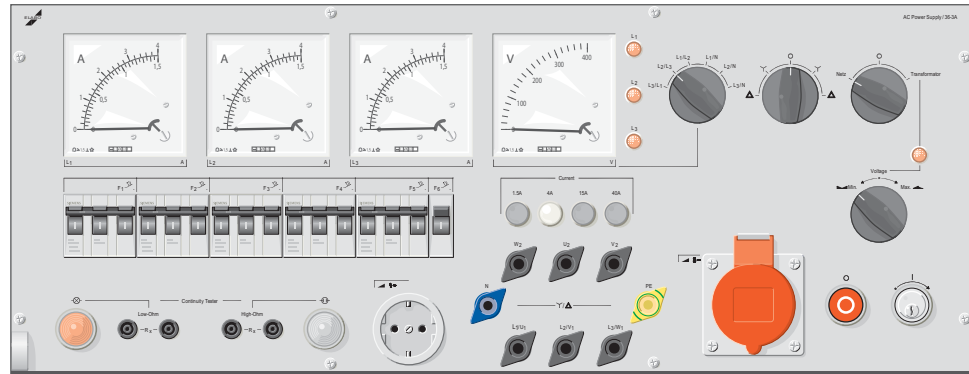 ELABO
AC Power Supply / 36-3A
A
0
1
2
3
4
0,5
1
1,5
L1
A
A
0
1
2
3
4
0,5
1
1,5
L2
A
A
0
1
2
3
4
0,5
1
1,5
L3
A
V
0
100
200
300
400
V
L1
L2
L3
L3/L1
L2/L3
L1/L2
L1/N
L2/N
L3/N
O
O
Netz
Transformator
Voltage
Min.
Max.
F1
F2
F3
F4
F5
F6
Current
1.5A
4A
15A
40A
W2
U2
V2
N
PE
L1/U1
L2/V1
L3/W1
Continuity Tester
Low-Ohm
Rx
High-Ohm
Rx
O
I